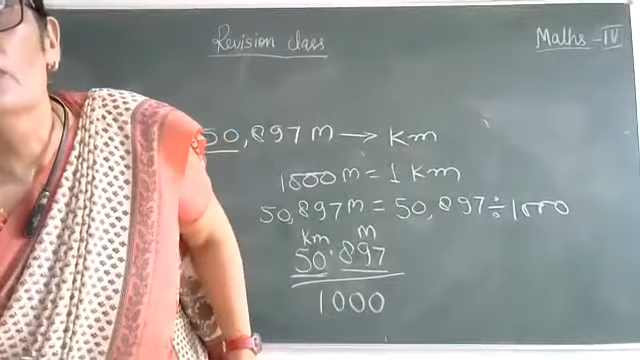 Revision class
Maths - IV
50,897 m → Km
1000 m = 1 Km
50,897 m = 50,897 ÷ 1000
km m
50.897
1000